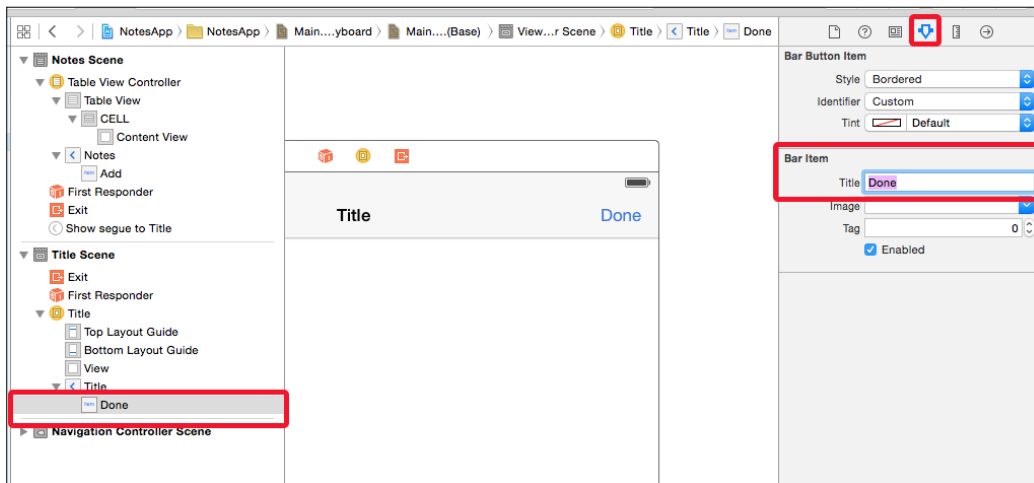 NotesApp NotesApp Main....yboard Main....(Base) View...r Scene Title Title Done
Notes Scene
Table View Controller
Table View
CELL
Content View
Notes
Add
First Responder
Exit
Show segue to Title
Title Scene
Exit
First Responder
Title
Top Layout Guide
Bottom Layout Guide
View
Title
Done
Navigation Controller Scene
Title Done
Bar Button Item
Style Bordered
Identifier Custom
Tint Default
Bar Item
Title Done
Image
Tag 0
Enabled